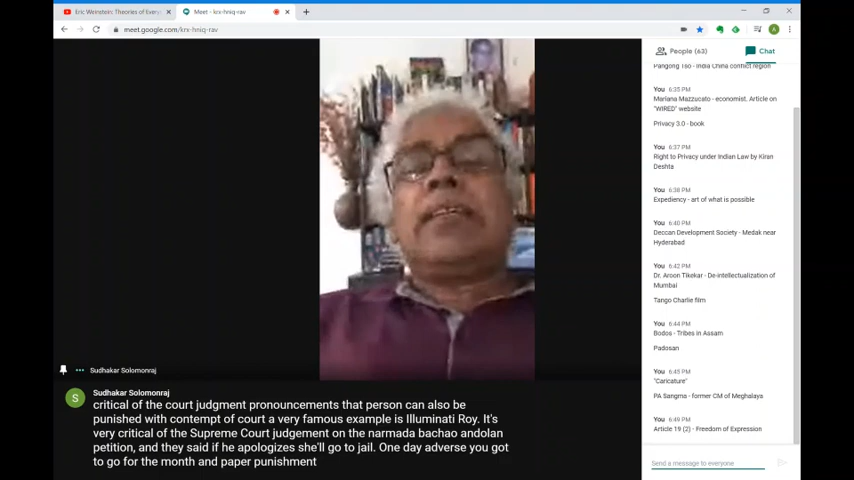 Eric Weinstein: Theories of Every
Meet - krv-hniq-rav
meet.google.com/krv-hniq-rav
People (63)
Chat
Pangong Tso - India China conflict region
You 6:35 PM
Mariana Mazzucato - economist. Article on
"WIRED" website
Privacy 3.0 - book
You 6:37 PM
Right to Privacy under Indian Law by Kiran
Deshta
You 6:38 PM
Expediency - art of what is possible
You 6:40 PM
Deccan Development Society - Medak near
Hyderabad
You 6:42 PM
Dr. Aroon Tikekar - De-intellectualization of
Mumbai
Tango Charlie film
You 6:44 PM
Bodos - Tribes in Assam
Padosan
You 6:45 PM
"Caricature"
PA Sangma - former CM of Meghalaya
You 6:49 PM
Article 19 (2) - Freedom of Expression
Send a message to everyone
Sudhakar Solomonraj
S
Sudhakar Solomonraj
critical of the court judgment pronouncements that person can also be
punished with contempt of court a very famous example is Illuminati Roy. It's
very critical of the Supreme Court judgement on the narmada bachao andolan
petition, and they said if he apologizes she'll go to jail. One day adverse you got
to go for the month and paper punishment